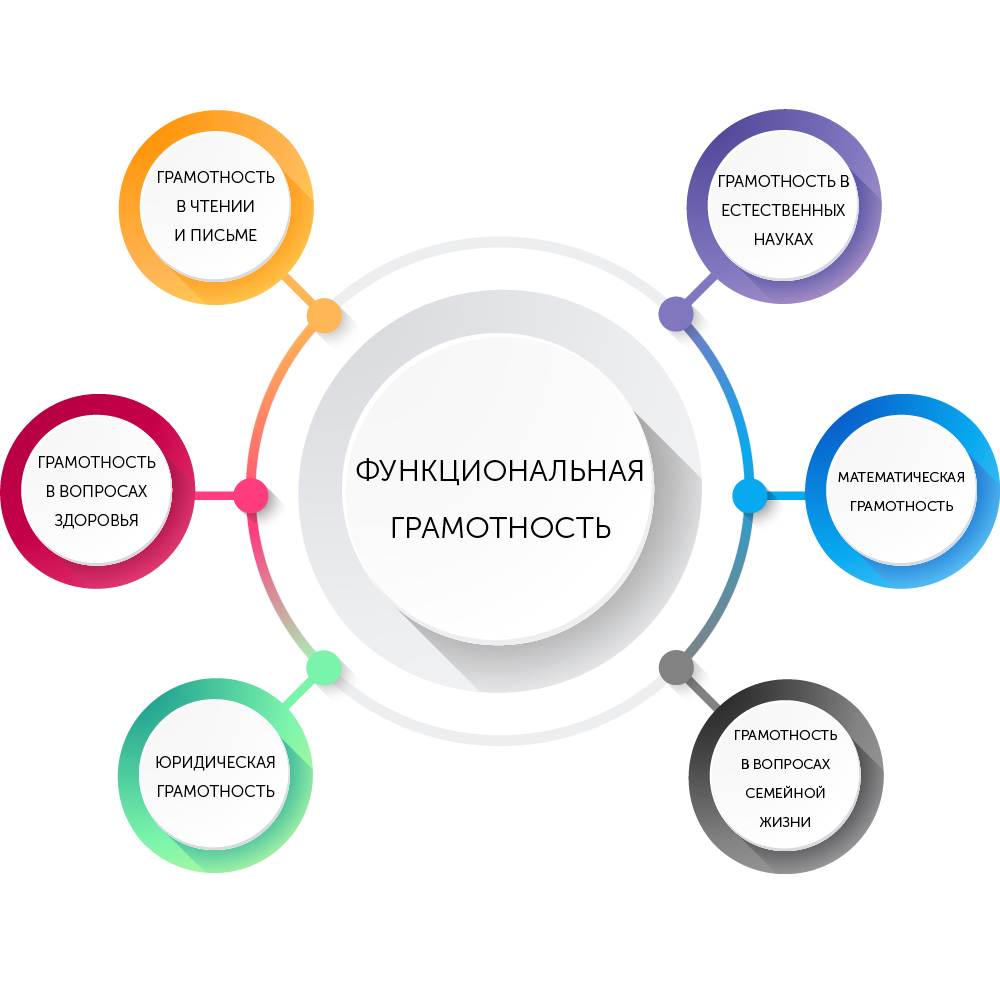 ГРАМОТНОСТЬ
В ЧТЕНИИ
И ПИСЬМЕ
ГРАМОТНОСТЬ В
ЕСТЕСТВЕННЫХ
НАУКАХ
ГРАМОТНОСТЬ
В ВОПРОСАХ
ЗДОРОВЬЯ
ФУНКЦИОНАЛЬНАЯ
ГРАМОТНОСТЬ
МАТЕМАТИЧЕСКАЯ
ГРАМОТНОСТЬ
ЮРИДИЧЕСКАЯ
ГРАМОТНОСТЬ
ГРАМОТНОСТЬ
В ВОПРОСАХ
СЕМЕЙНОЙ
ЖИЗНИ